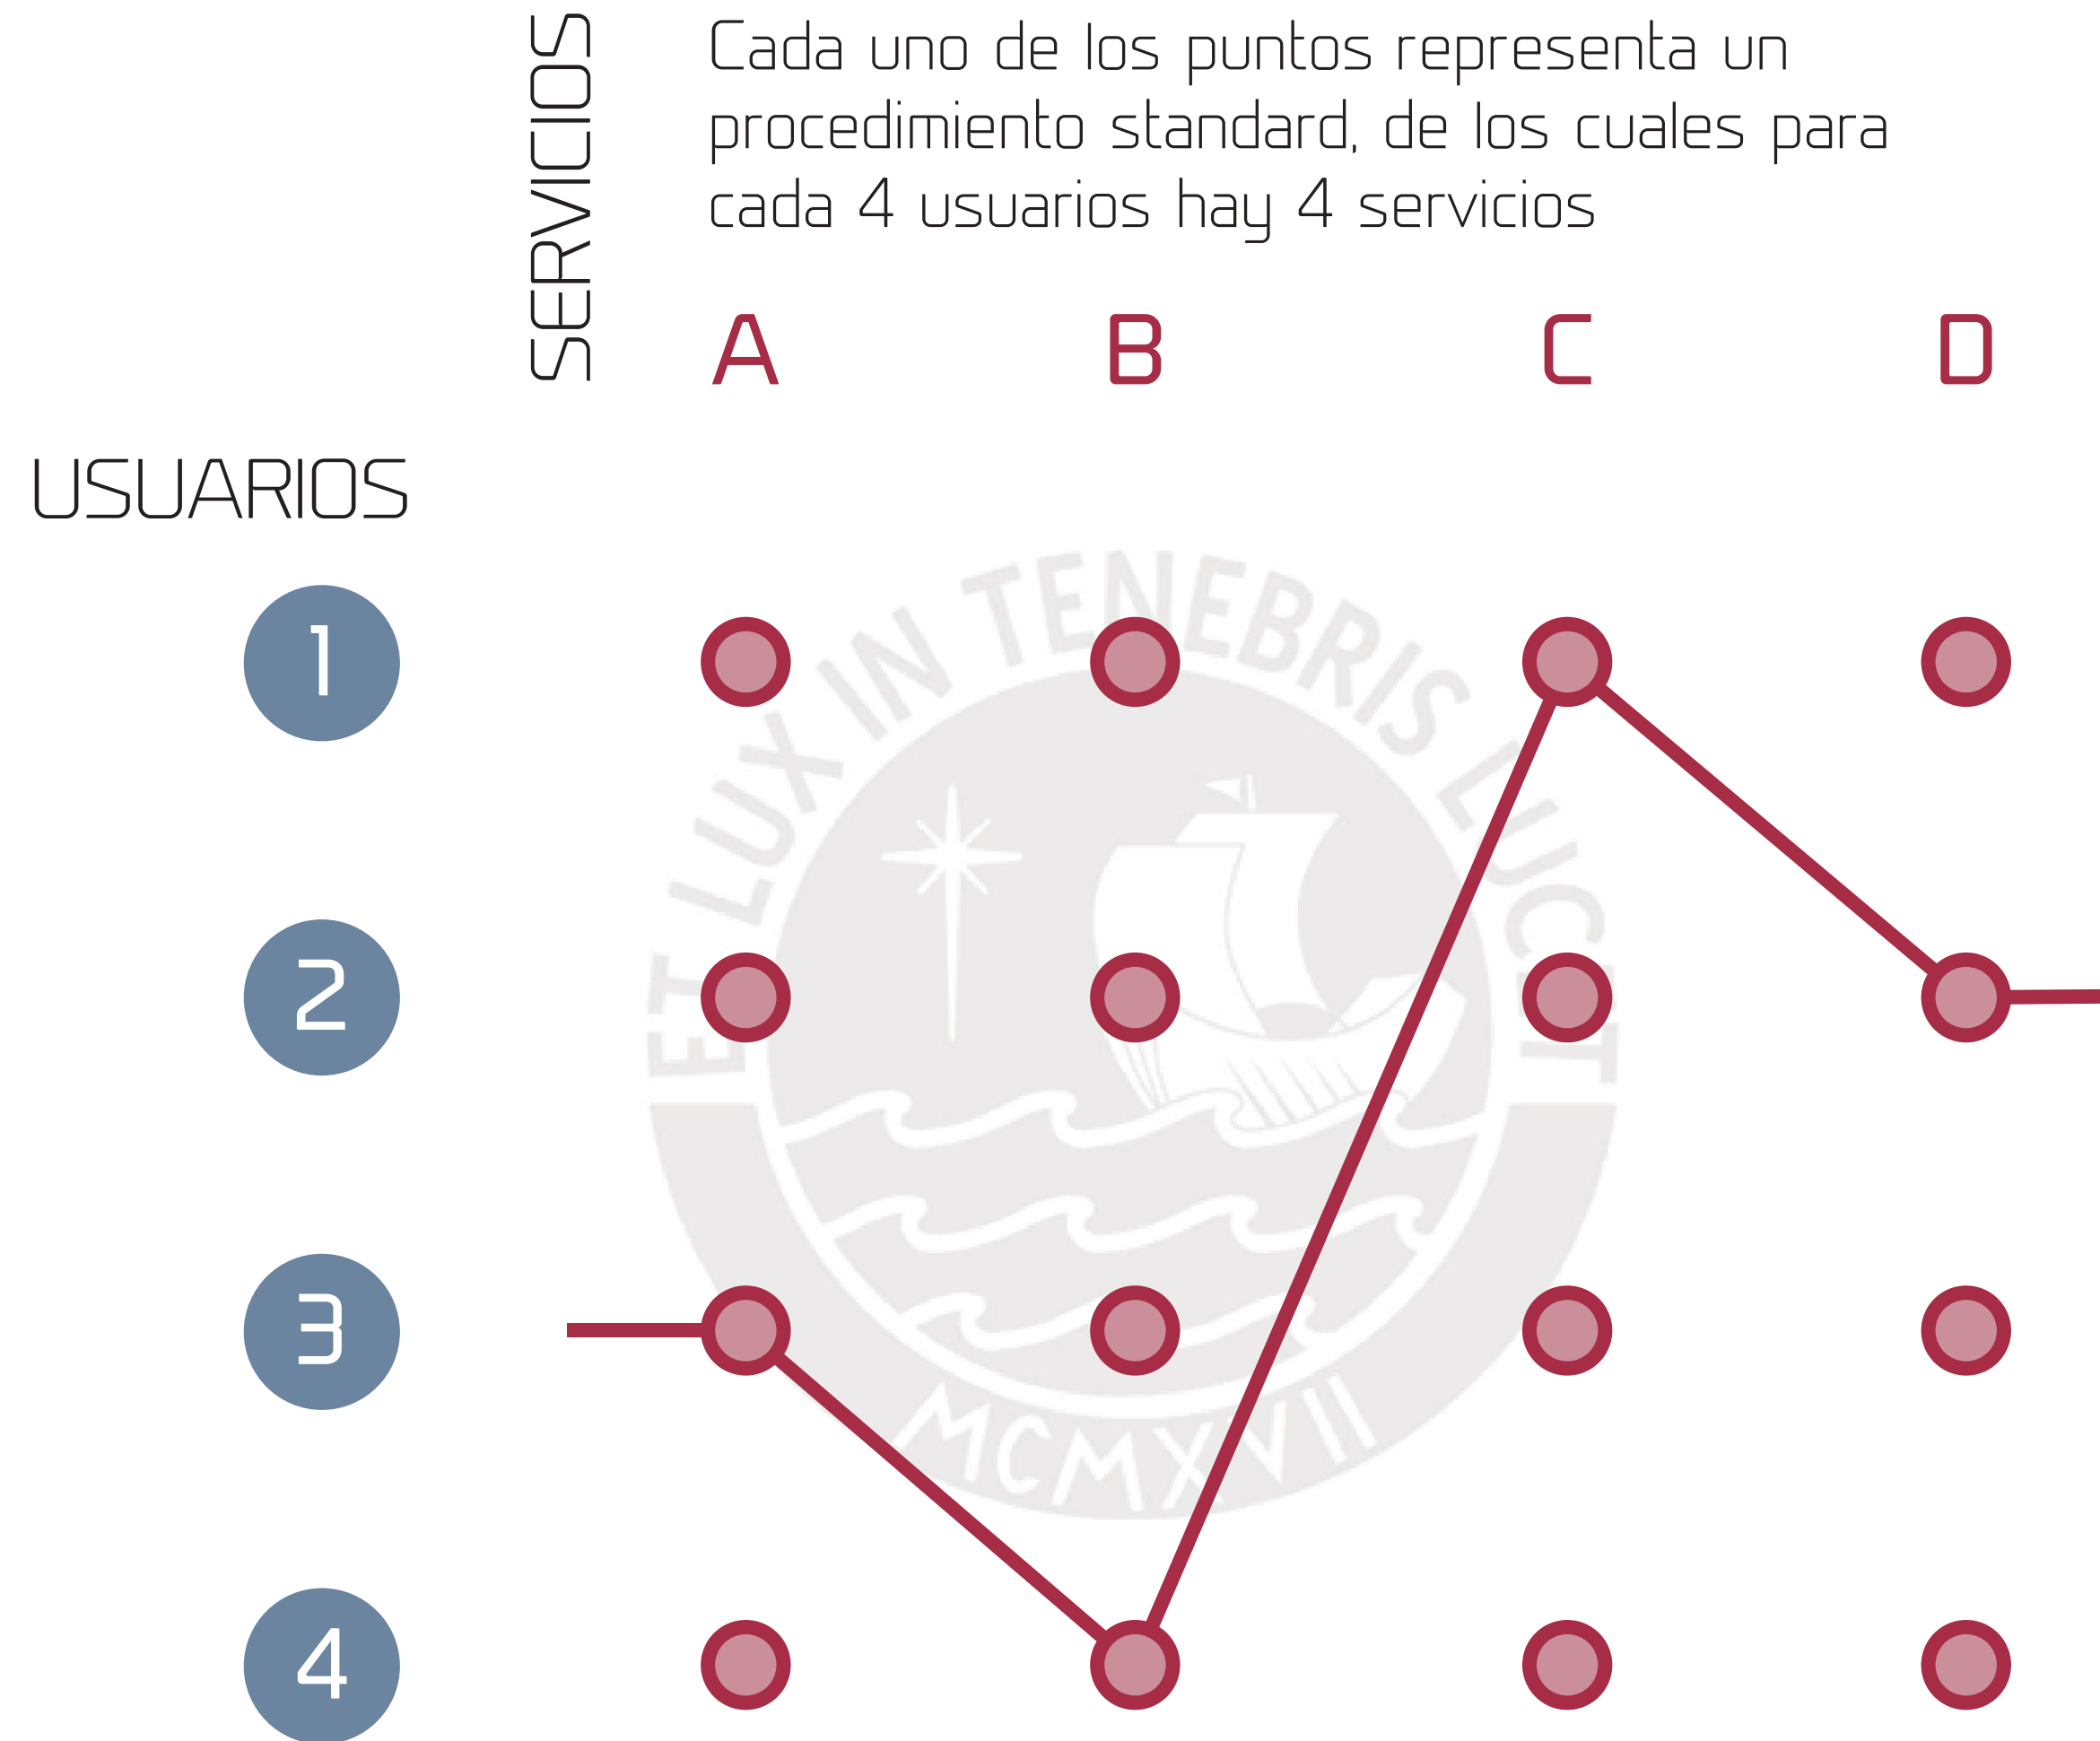 SERVICIOS
Cada uno de los puntos representa un
procedimiento standard, de los cuales para
cada 4 usuarios hay 4 servicios
A B C D
USUARIOS
1
2
3
4
ET LUX IN TENEBRIS LUCET
MCMXVII